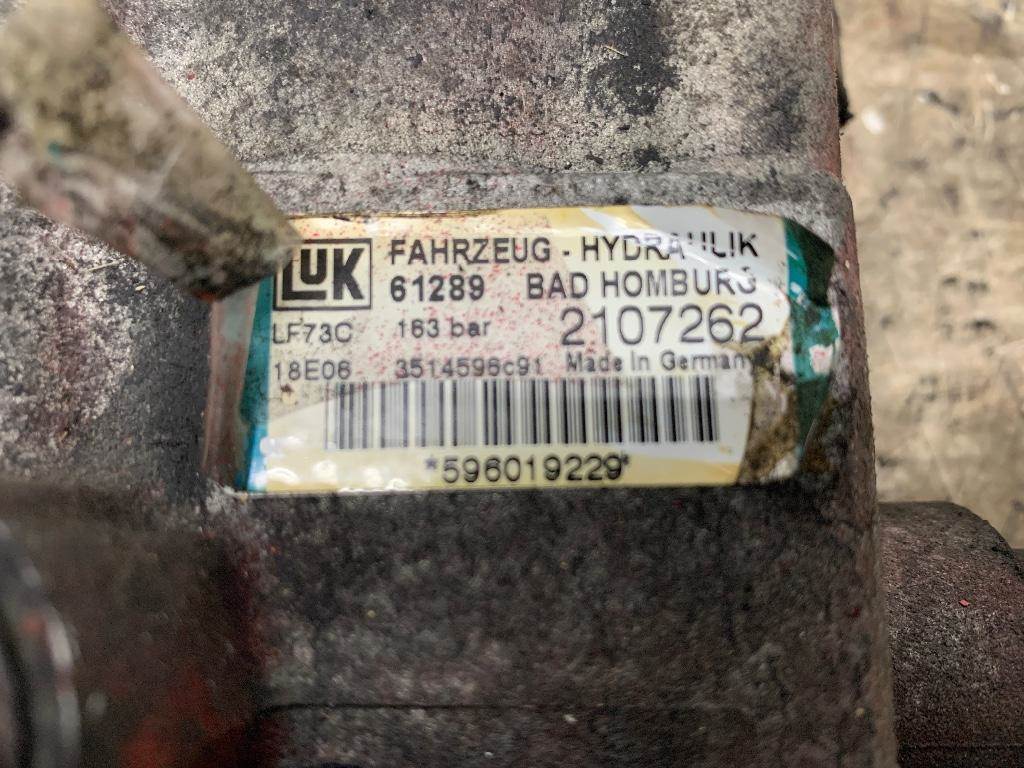 LUK FAHRZEUG - HYDRAULIK
61289 BAD HOMBURG
LF73C 163 bar 2107262
18E06 3514596c91 Made In Germany
*596019229*